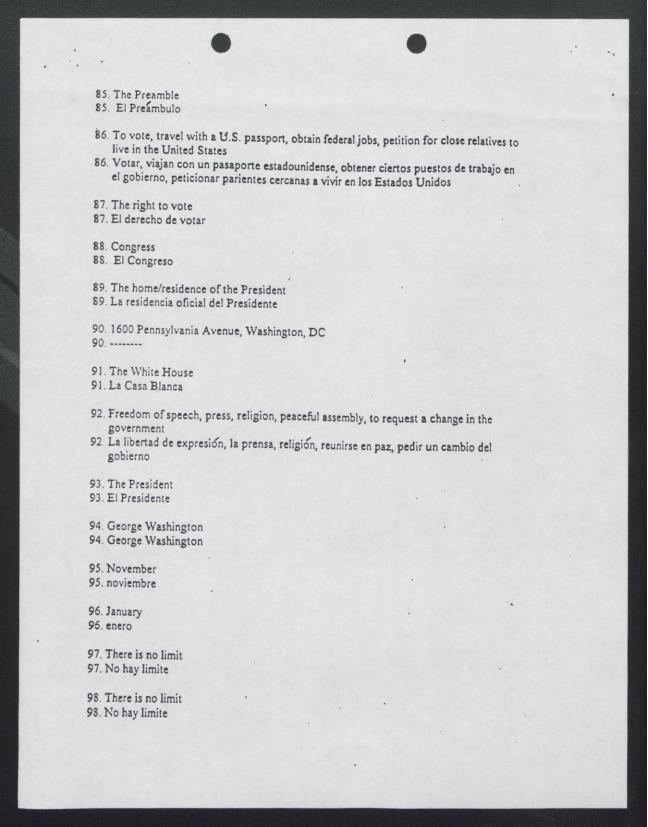 85. The Preamble
85. El Preámbulo
86. To vote, travel with a U.S. passport, obtain federal jobs, petition for close relatives to
live in the United States
86. Votar, viajan con un pasaporte estadounidense, obtener ciertos puestos de trabajo en
el gobierno, peticionar parientes cercanas a vivir en los Estados Unidos
87. The right to vote
87. El derecho de votar
88. Congress
88. El Congreso
89. The home/residence of the President
89. La residencia oficial del Presidente
90. 1600 Pennsylvania Avenue, Washington, DC
90. --------
91. The White House
91. La Casa Blanca
92. Freedom of speech, press, religion, peaceful assembly, to request a change in the
government
92 La libertad de expresión, la prensa, religión, reunirse en paz, pedir un cambio del
gobierno
93. The President
93. El Presidente
94. George Washington
94. George Washington
95. November
95. noviembre
96. January
96. enero
97. There is no limit
97. No hay limite
98. There is no limit
98. No hay limite